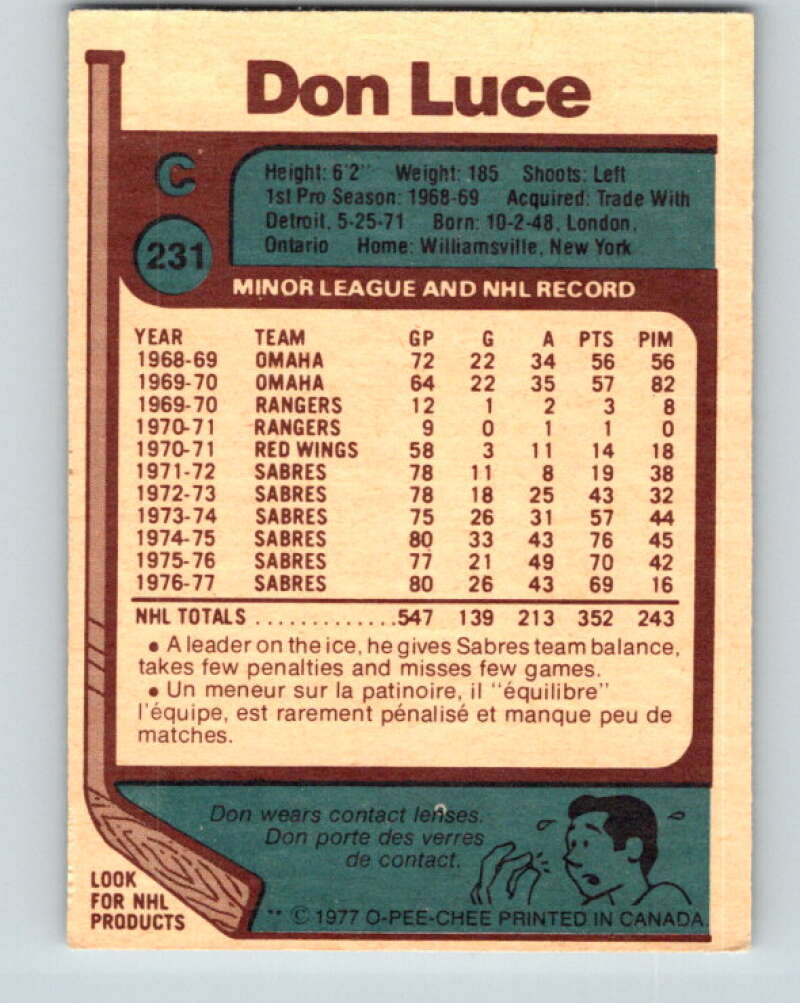 Don Luce
C
231
Height: 6'2" Weight: 185 Shoots: Left
1st Pro Season: 1968-69 Acquired: Trade With
Detroit, 5-25-71 Born: 10-2-48, London,
Ontario Home: Williamsville, New York
MINOR LEAGUE AND NHL RECORD
YEAR TEAM GP G A PTS PIM
1968-69 OMAHA 72 22 34 56 56
1969-70 OMAHA 64 22 35 57 82
1969-70 RANGERS 12 1 2 3 8
1970-71 RANGERS 9 0 1 1 0
1970-71 RED WINGS 58 3 11 14 18
1971-72 SABRES 78 11 8 19 38
1972-73 SABRES 78 18 25 43 32
1973-74 SABRES 75 26 31 57 44
1974-75 SABRES 80 33 43 76 45
1975-76 SABRES 77 21 49 70 42
1976-77 SABRES 80 26 43 69 16
NHL TOTALS .............547 139 213 352 243
• A leader on the ice, he gives Sabres team balance,
takes few penalties and misses few games.
• Un meneur sur la patinoire, il "équilibre"
l'équipe, est rarement pénalisé et manque peu de
matches.
Don wears contact lenses.
Don porte des verres
de contact.
LOOK
FOR NHL
PRODUCTS
** © 1977 O-PEE-CHEE PRINTED IN CANADA